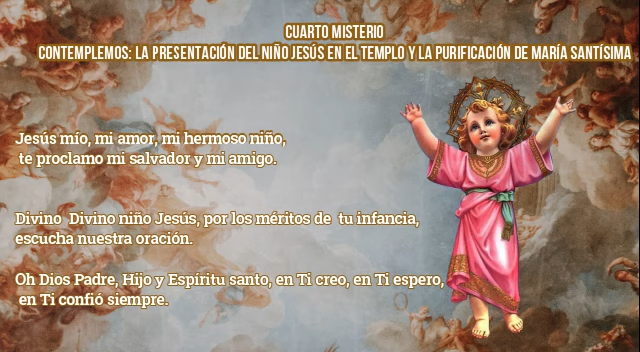 CUARTO MISTERIO
CONTEMPLEMOS: LA PRESENTACIÓN DEL NIÑO JESÚS EN EL TEMPLO Y LA PURIFICACIÓN DE MARÍA SANTÍSIMA
Jesús mío, mi amor, mi hermoso niño,
te proclamo mi salvador y mi amigo.
Divino Divino niño Jesús, por los méritos de tu infancia,
escucha nuestra oración.
Oh Dios Padre, Hijo y Espíritu santo, en Ti creo, en Ti espero,
en Ti confió siempre.